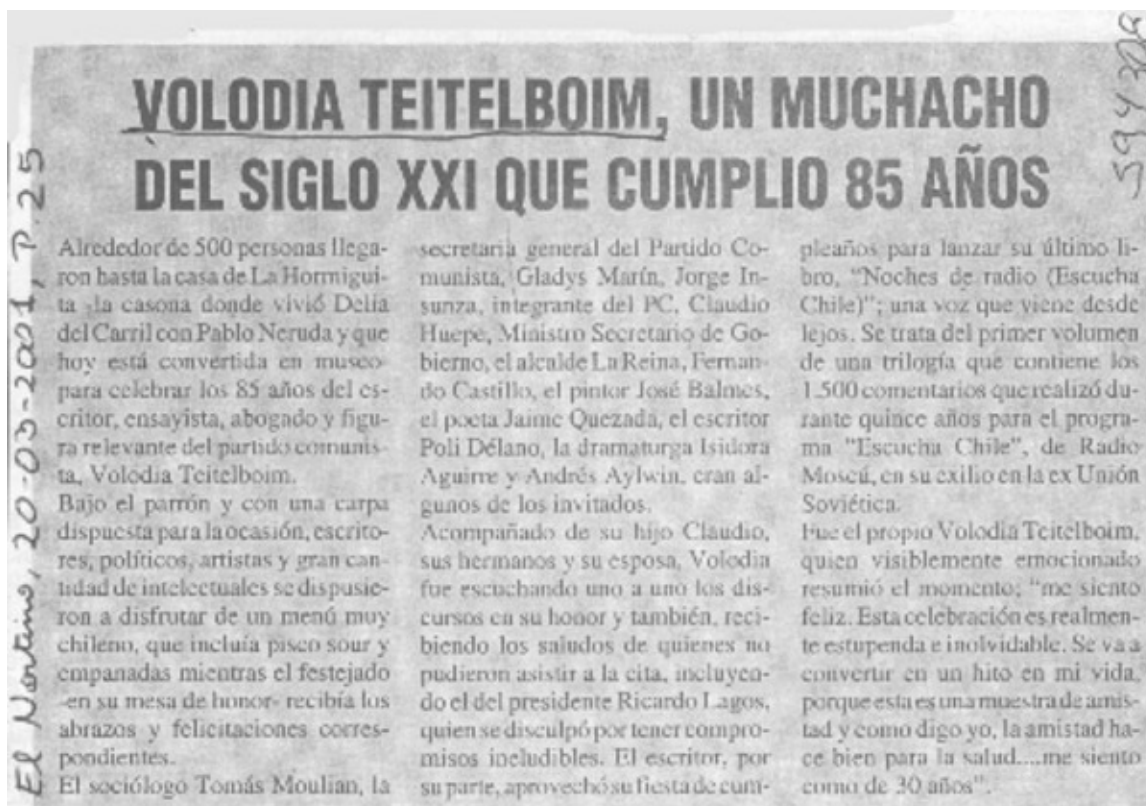 VOLODIA TEITELBOIM, UN MUCHACHO
DEL SIGLO XXI QUE CUMPLIO 85 AÑOS
Alrededor de 500 personas llega-
ron hasta la casa de La Hormigui-
ta -la casona donde vivió Delia
del Carril con Pablo Neruda y que
hoy está convertida en museo-
para celebrar los 85 años del es-
critor, ensayista, abogado y figu-
ra relevante del partido comunis-
ta, Volodia Teitelboim.
Bajo el parrón y con una carpa
dispuesta para la ocasión, escrito-
res, políticos, artistas y gran can-
tidad de intelectuales se dispusie-
ron a disfrutar de un menú muy
chileno, que incluía pisco sour y
empanadas mientras el festejado
-en su mesa de honor- recibía los
abrazos y felicitaciones corres-
pondientes.
El sociólogo Tomás Moulian, la
secretaria general del Partido Co-
munista, Gladys Marín, Jorge In-
sunza, integrante del PC, Claudio
Huepe, Ministro Secretario de Go-
bierno, el alcalde La Reina, Fernan-
do Castillo, el pintor José Balmes,
el poeta Jaime Quezada, el escritor
Poli Délano, la dramaturga Isidora
Aguirre y Andrés Aylwin, eran al-
gunos de los invitados.
Acompañado de su hijo Claudio,
sus hermanos y su esposa, Volodia
fue escuchando uno a uno los dis-
cursos en su honor y también, reci-
biendo los saludos de quienes no
pudieron asistir a la cita, incluyen-
do el del presidente Ricardo Lagos,
quien se disculpó por tener compro-
misos ineludibles. El escritor, por
su parte, aprovechó su fiesta de cum-
pleaños para lanzar su último li-
bro, "Noches de radio (Escucha
Chile)"; una voz que viene desde
lejos. Se trata del primer volumen
de una trilogía que contiene los
1.500 comentarios que realizó du-
rante quince años para el progra-
ma "Escucha Chile", de Radio
Moscú, en su exilio en la ex Unión
Soviética.
Fue el propio Volodia Teitelboim,
quien visiblemente emocionado
resumió el momento; "me siento
feliz. Esta celebración es realmen-
te estupenda e inolvidable. Se va a
convertir en un hito en mi vida,
porque esta es una muestra de amis-
tad y como digo yo, la amistad ha-
ce bien para la salud....me siento
como de 30 años".
El Nortino, 20-03-2001, P.25